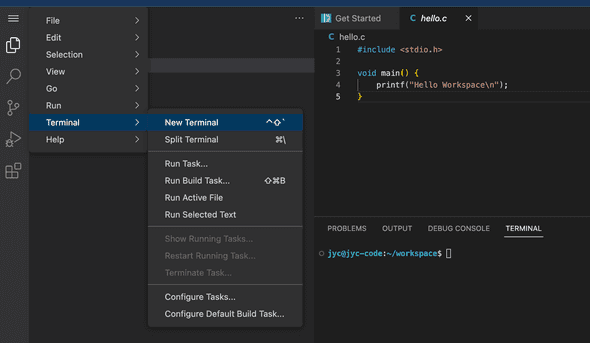 File
Edit
Selection
View
Go
Run
Terminal
Help
New Terminal ^⇧`
Split Terminal ⌘\
Run Task...
Run Build Task... ⇧⌘B
Run Active File
Run Selected Text
Show Running Tasks...
Restart Running Task...
Terminate Task...
Configure Tasks...
Configure Default Build Task...
Get Started
C hello.c
C hello.c
1 #include <stdio.h>
2
3 void main() {
4 printf("Hello Workspace\n");
5 }
PROBLEMS OUTPUT DEBUG CONSOLE TERMINAL
jyc@jyc-code:~/workspace$